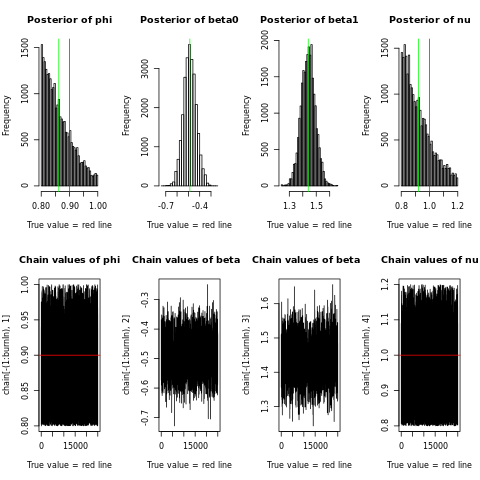 Posterior of phi
Posterior of beta0
Posterior of beta1
Posterior of nu
Frequency
0 500 1000 1500
0.80 0.90 1.00
True value = red line
Frequency
0 1000 2000 3000
-0.7 -0.4
True value = red line
Frequency
0 500 1000 1500 2000
1.3 1.5
True value = red line
Frequency
0 500 1000 1500
0.8 1.0 1.2
True value = red line
Chain values of phi
Chain values of beta
Chain values of beta
Chain values of nu
chain[-(1:burnIn), 1]
0.80 0.85 0.90 0.95 1.00
0 15000
True value = red line
chain[-(1:burnIn), 2]
-0.7 -0.6 -0.5 -0.4 -0.3
0 15000
True value = red line
chain[-(1:burnIn), 3]
1.3 1.4 1.5 1.6
0 15000
True value = red line
chain[-(1:burnIn), 4]
0.8 0.9 1.0 1.1 1.2
0 15000
True value = red line